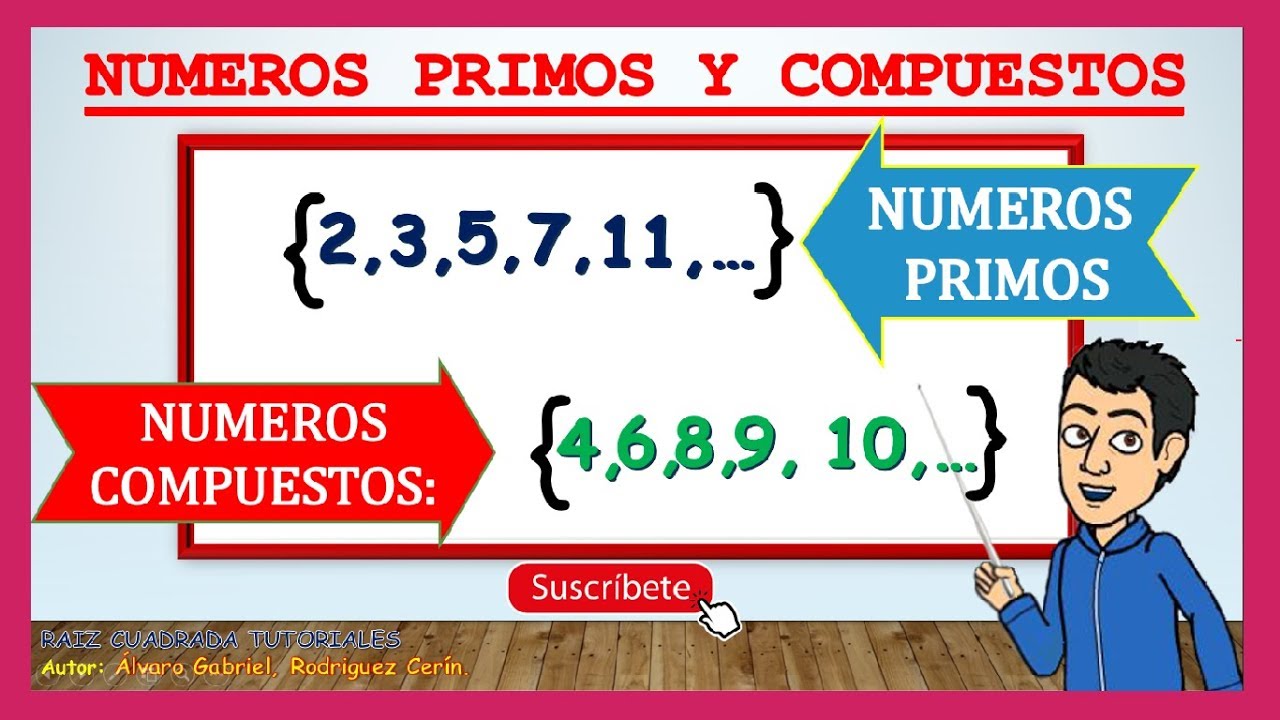 NUMEROS PRIMOS Y COMPUESTOS
{2,3,5,7,11,...}
NUMEROS
PRIMOS
NUMEROS
COMPUESTOS:
{4,6,8,9, 10,...}
Suscríbete
RAIZ CUADRADA TUTORIALES
Autor: Álvaro Gabriel, Rodriguez Cerín.